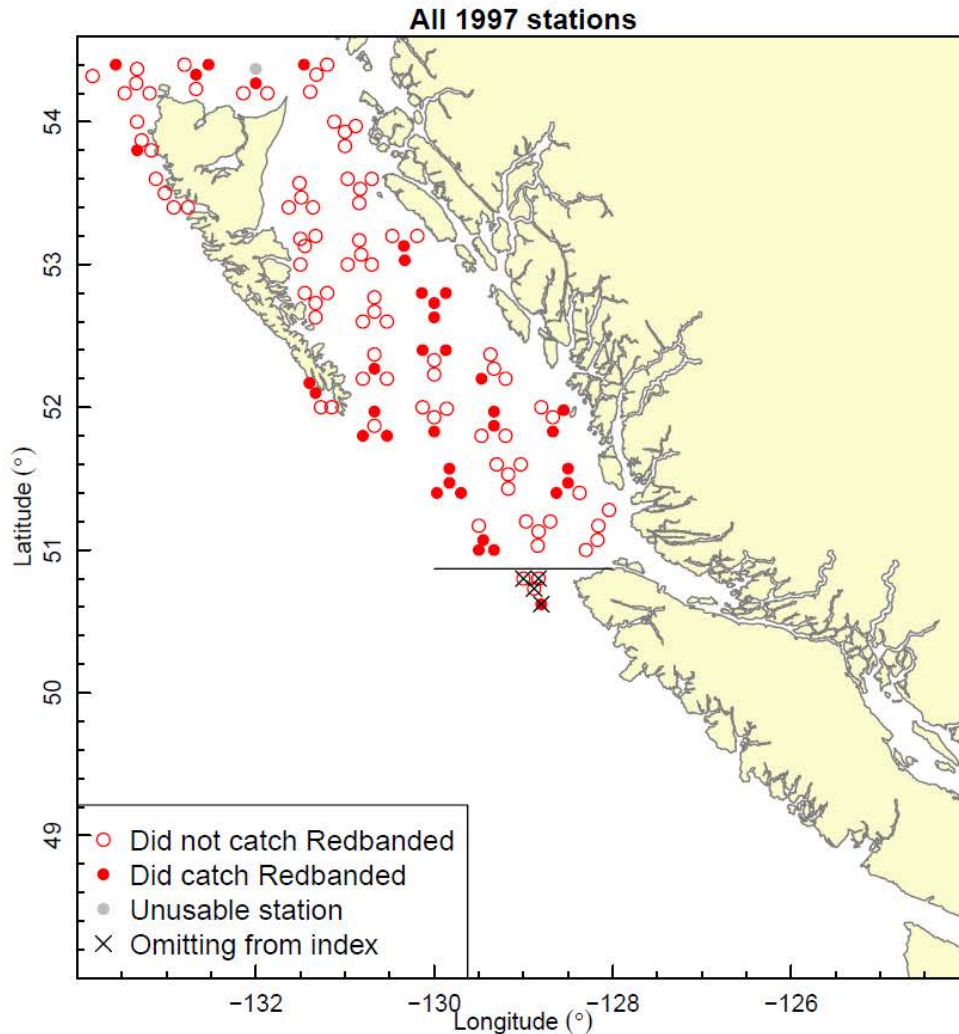 All 1997 stations
54
53
52
51
50
49
Latitude (°)
Did not catch Redbanded
Did catch Redbanded
Unusable station
Omitting from index
−132
−130
−128
−126
Longitude (°)